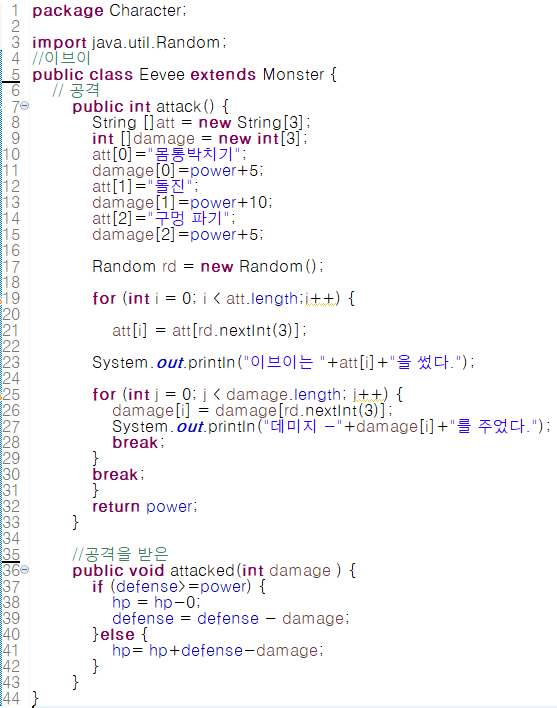 1 package Character;
2
3 import java.util.Random;
4 //이브이
5 public class Eevee extends Monster {
6 // 공격
7 public int attack() {
8 String []att = new String[3];
9 int []damage = new int[3];
10 att[0]="몸통박치기";
11 damage[0]=power+5;
12 att[1]="돌진";
13 damage[1]=power+10;
14 att[2]="구멍 파기";
15 damage[2]=power+5;
16
17 Random rd = new Random();
18
19 for (int i = 0; i < att.length;i++) {
20
21 att[i] = att[rd.nextInt(3)];
22
23 System.out.println("이브이는 "+att[i]+"을 썼다.");
24
25 for (int j = 0; j < damage.length; j++) {
26 damage[i] = damage[rd.nextInt(3)];
27 System.out.println("데미지 -"+damage[i]+"를 주었다.");
28 break;
29 }
30 break;
31 }
32 return power;
33 }
34
35 //공격을 받은
36 public void attacked(int damage ) {
37 if (defense>=power) {
38 hp = hp-0;
39 defense = defense - damage;
40 }else {
41 hp= hp+defense-damage;
42 }
43 }
44 }